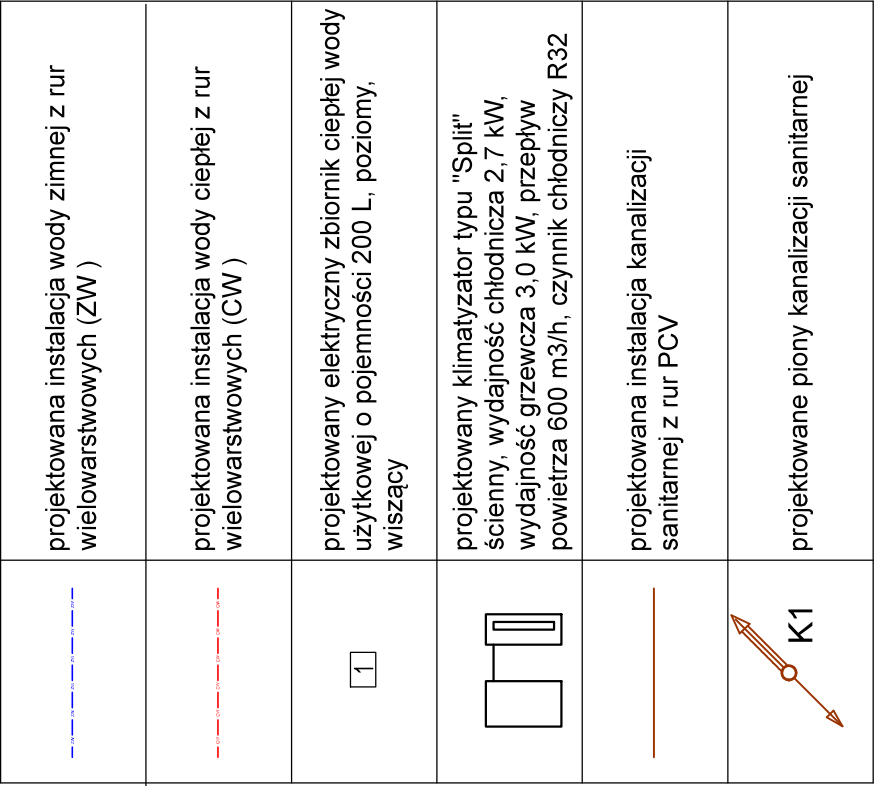 projektowana instalacja wody zimnej z rur
wielowarstwowych (ZW )
projektowana instalacja wody ciepłej z rur
wielowarstwowych (CW )
1
projektowany elektryczny zbiornik ciepłej wody
użytkowej o pojemności 200 L, poziomy,
wiszący
projektowany klimatyzator typu "Split"
ścienny, wydajność chłodnicza 2,7 kW,
wydajność grzewcza 3,0 kW, przepływ
powietrza 600 m3/h, czynnik chłodniczy R32
projektowana instalacja kanalizacji
sanitarnej z rur PCV
K1
projektowane piony kanalizacji sanitarnej